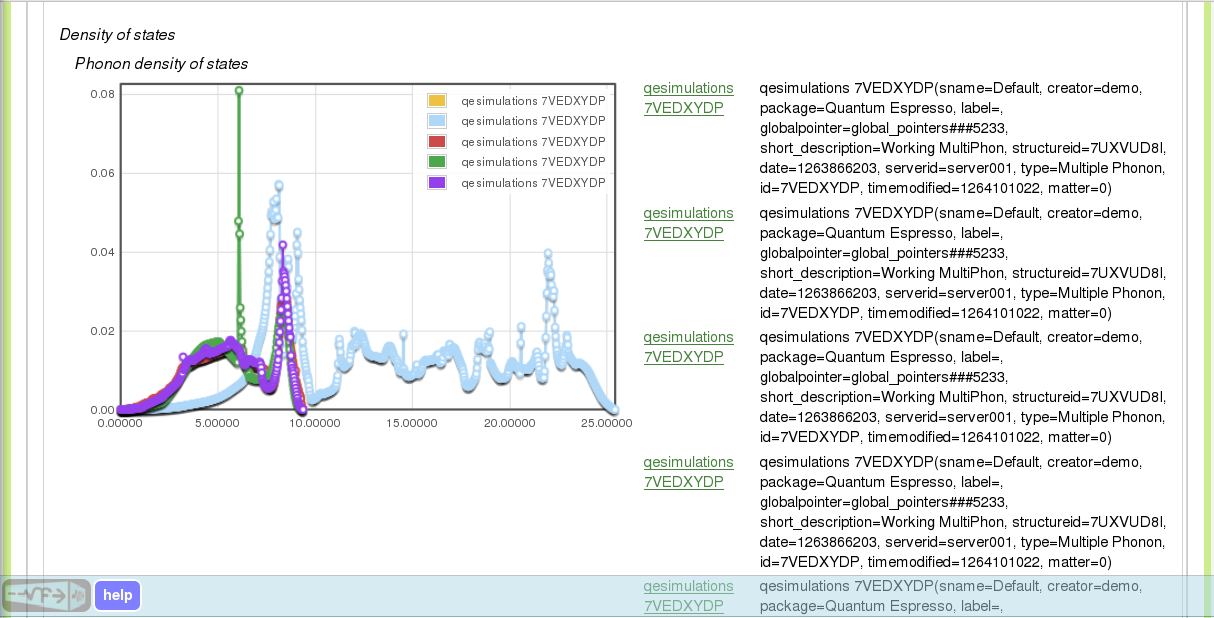 Density of states
Phonon density of states
0.08
0.06
0.04
0.02
0.00
0.00000 5.00000 10.00000 15.00000 20.00000 25.00000
qesimulations 7VEDXYDP
qesimulations 7VEDXYDP
qesimulations 7VEDXYDP
qesimulations 7VEDXYDP
qesimulations 7VEDXYDP
qesimulations
7VEDXYDP
qesimulations 7VEDXYDP(sname=Default, creator=demo,
package=Quantum Espresso, label=,
globalpointer=global_pointers###5233,
short_description=Working MultiPhon, structureid=7UXVUD8I,
date=1263866203, serverid=server001, type=Multiple Phonon,
id=7VEDXYDP, timemodified=1264101022, matter=0)
qesimulations
7VEDXYDP
qesimulations 7VEDXYDP(sname=Default, creator=demo,
package=Quantum Espresso, label=,
globalpointer=global_pointers###5233,
short_description=Working MultiPhon, structureid=7UXVUD8I,
date=1263866203, serverid=server001, type=Multiple Phonon,
id=7VEDXYDP, timemodified=1264101022, matter=0)
qesimulations
7VEDXYDP
qesimulations 7VEDXYDP(sname=Default, creator=demo,
package=Quantum Espresso, label=,
globalpointer=global_pointers###5233,
short_description=Working MultiPhon, structureid=7UXVUD8I,
date=1263866203, serverid=server001, type=Multiple Phonon,
id=7VEDXYDP, timemodified=1264101022, matter=0)
qesimulations
7VEDXYDP
qesimulations 7VEDXYDP(sname=Default, creator=demo,
package=Quantum Espresso, label=,
globalpointer=global_pointers###5233,
short_description=Working MultiPhon, structureid=7UXVUD8I,
date=1263866203, serverid=server001, type=Multiple Phonon,
id=7VEDXYDP, timemodified=1264101022, matter=0)
qesimulations
7VEDXYDP
qesimulations 7VEDXYDP(sname=Default, creator=demo,
package=Quantum Espresso, label=,
help